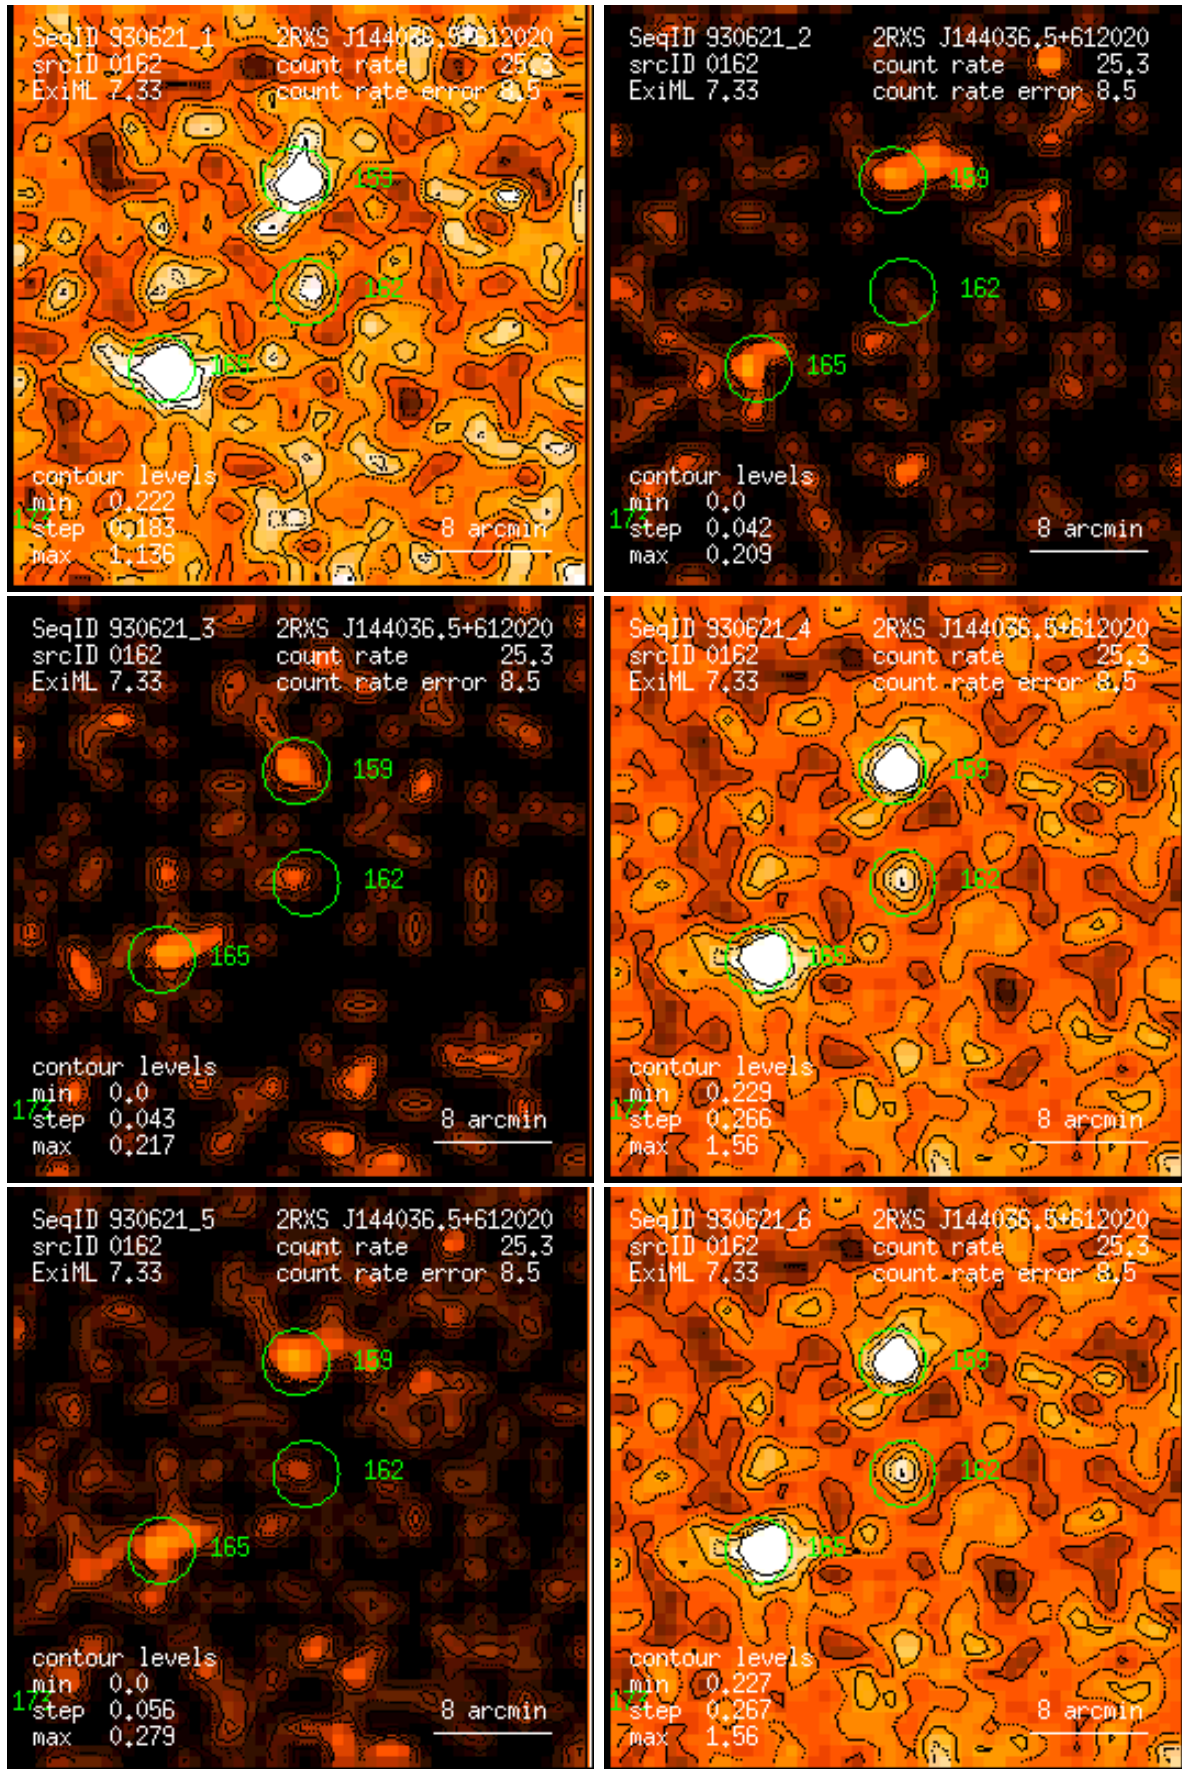 SeqID 930621_1 2RXS J144036.5+612020
srcID 0162 count rate 25.3
ExiML 7.33 count rate error 8.5
159
162
165
contour levels
min 0.222
173
step 0.183 8 arcmin
max 1.136
SeqID 930621_2 2RXS J144036.5+612020
srcID 0162 count rate 25.3
ExiML 7.33 count rate error 8.5
159
162
165
contour levels
min 0.0
173
step 0.042 8 arcmin
max 0.209
SeqID 930621_3 2RXS J144036.5+612020
srcID 0162 count rate 25.3
ExiML 7.33 count rate error 8.5
159
162
165
contour levels
min 0.0
173
step 0.043 8 arcmin
max 0.217
SeqID 930621_4 2RXS J144036.5+612020
srcID 0162 count rate 25.3
ExiML 7.33 count rate error 8.5
159
162
165
contour levels
min 0.229
173
step 0.266 8 arcmin
max 1.56
SeqID 930621_5 2RXS J144036.5+612020
srcID 0162 count rate 25.3
ExiML 7.33 count rate error 8.5
159
162
165
contour levels
min 0.0
173
step 0.056 8 arcmin
max 0.279
SeqID 930621_6 2RXS J144036.5+612020
srcID 0162 count rate 25.3
ExiML 7.33 count rate error 8.5
159
162
165
contour levels
min 0.227
173
step 0.267 8 arcmin
max 1.56